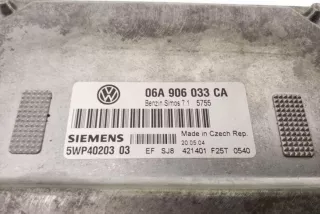 06A 906 033 CA
Benzin Simos 7.1 5755
SIEMENS
Made in Czech Rep.
5WP40203 03
20.05.04
EF SJ8 421401 F25T 0540